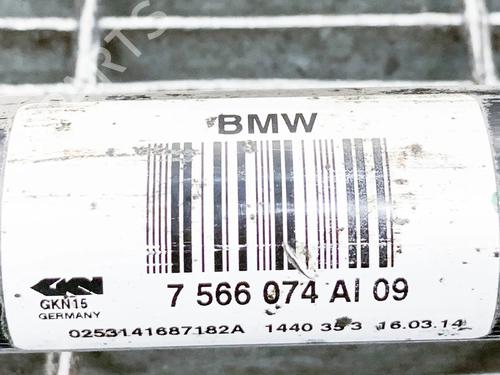 BMW
7 566 074 AI 09
GKN
GKN15
GERMANY
0253141687182A 1440 35 3 16.03.14